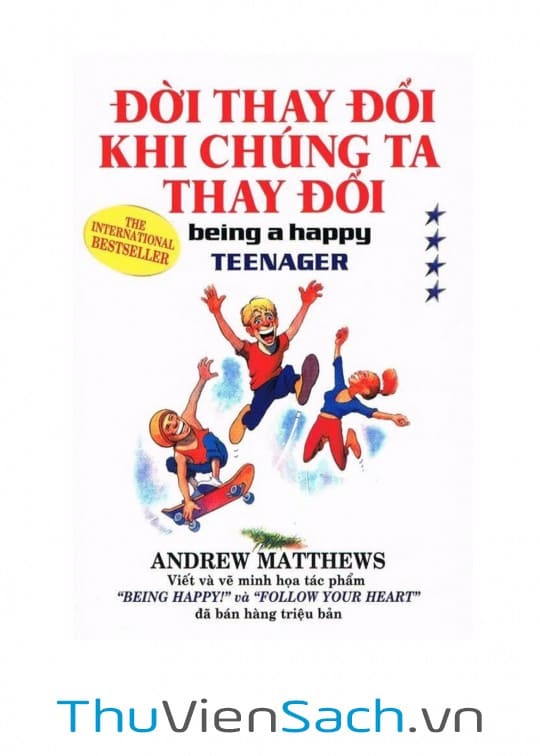 ĐỜI THAY ĐỔI
KHI CHÚNG TA
THAY ĐỔI
THE
INTERNATIONAL
BESTSELLER
being a happy
TEENAGER
ANDREW MATTHEWS
Viết và vẽ minh họa tác phẩm
“BEING HAPPY!” và “FOLLOW YOUR HEART”
đã bán hàng triệu bản
ThuVienSach.vn